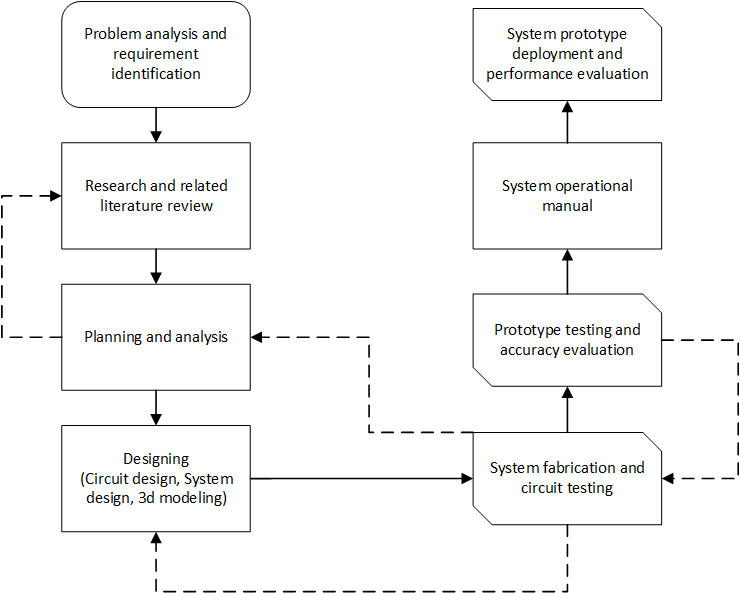 Problem analysis and
requirement
identification
Research and related
literature review
Planning and analysis
Designing
(Circuit design, System
design, 3d modeling)
System fabrication and
circuit testing
Prototype testing and
accuracy evaluation
System operational
manual
System prototype
deployment and
performance evaluation